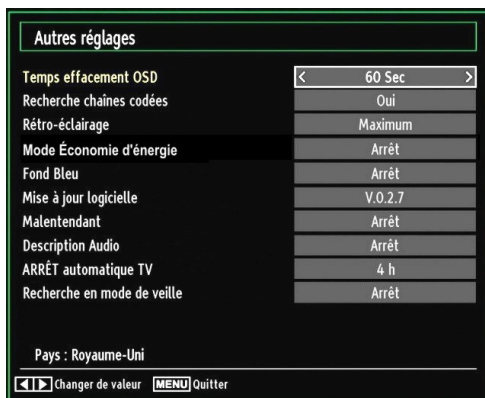 Autres réglages
Temps effacement OSD < 60 Sec >
Recherche chaînes codées Oui
Rétro-éclairage Maximum
Mode Économie d'énergie Arrêt
Fond Bleu Arrêt
Mise à jour logicielle V.0.2.7
Malentendant Arrêt
Description Audio Arrêt
ARRÊT automatique TV 4 h
Recherche en mode de veille Arrêt
Pays : Royaume-Uni
Changer de valeur MENU Quitter